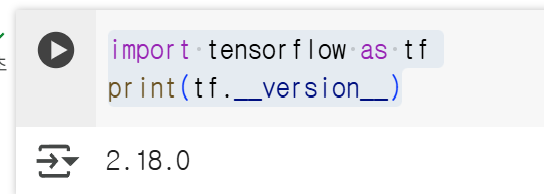 import tensorflow as tf
print(tf.__version__)
2.18.0